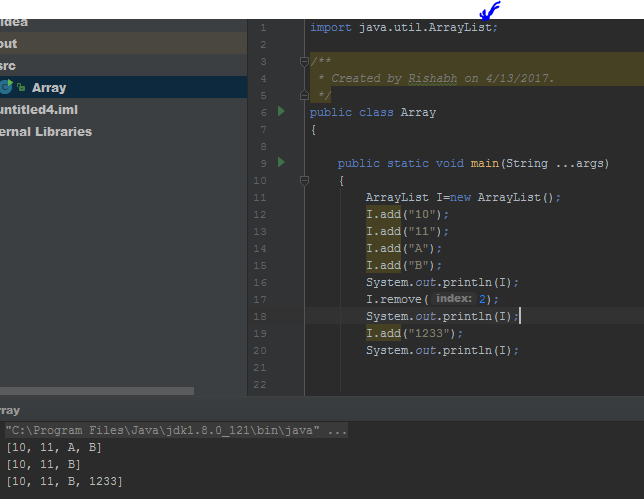 idea
out
src
Array
untitled4.iml
ernal Libraries
1 import java.util.ArrayList;
2
3 /**
4 * Created by Rishabh on 4/13/2017.
5 */
6 public class Array
7 {
8
9 public static void main(String ...args)
10 {
11 ArrayList I=new ArrayList();
12 I.add("10");
13 I.add("11");
14 I.add("A");
15 I.add("B");
16 System.out.println(I);
17 I.remove( index: 2);
18 System.out.println(I);
19 I.add("1233");
20 System.out.println(I);
21
22
rray
"C:\Program Files\Java\jdk1.8.0_121\bin\java" ...
[10, 11, A, B]
[10, 11, B]
[10, 11, B, 1233]